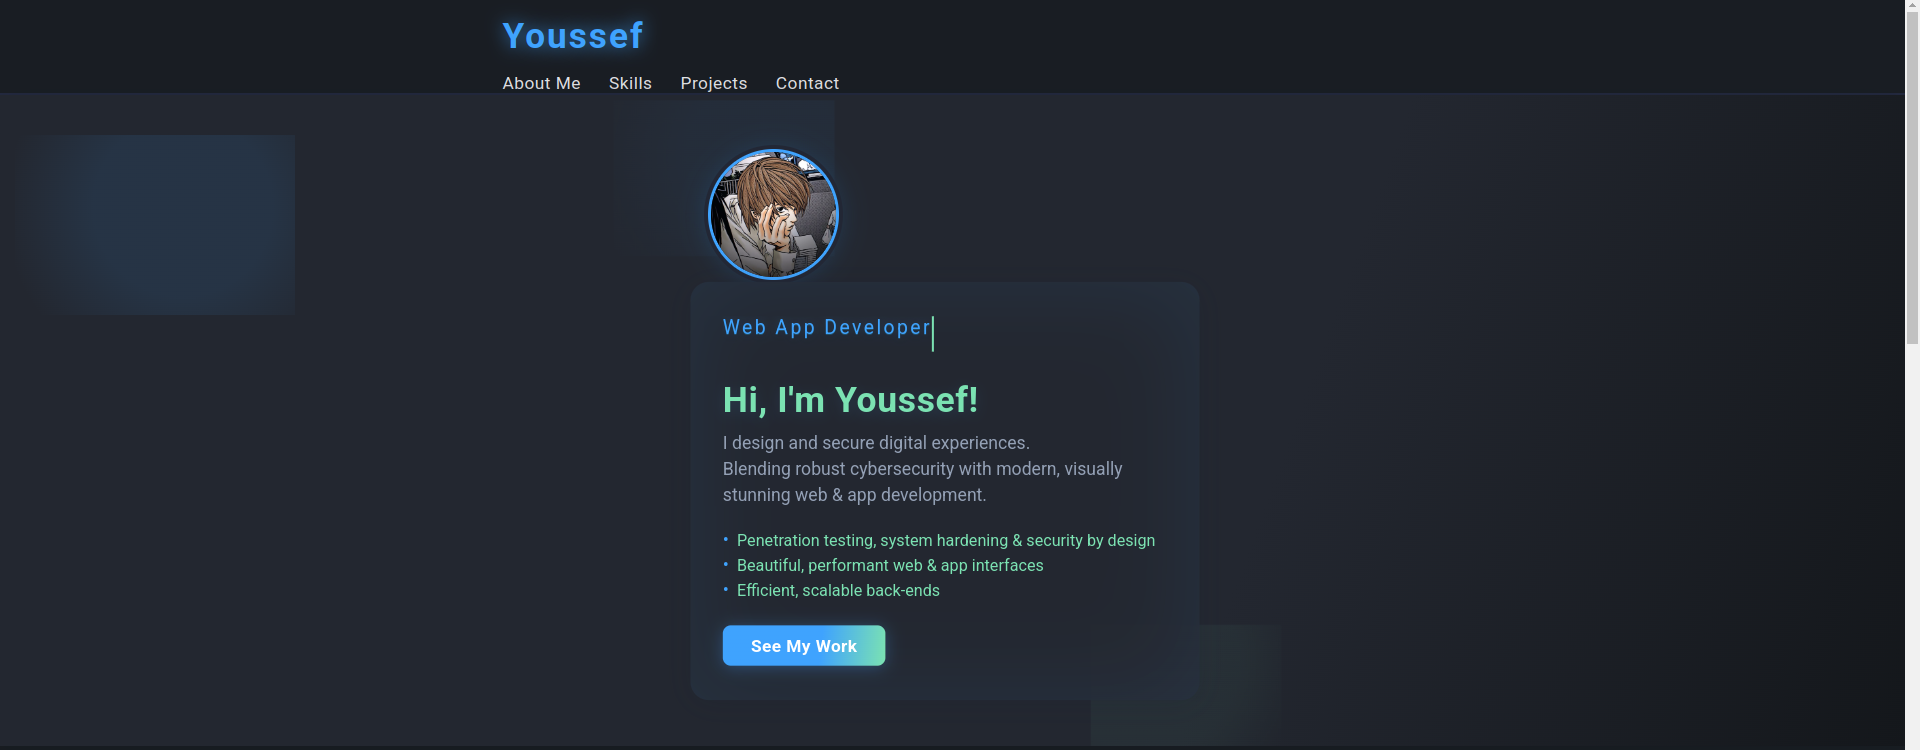 Youssef
About Me Skills Projects Contact
Web App Developer
Hi, I'm Youssef!
I design and secure digital experiences.
Blending robust cybersecurity with modern, visually
stunning web & app development.
• Penetration testing, system hardening & security by design
• Beautiful, performant web & app interfaces
• Efficient, scalable back-ends
See My Work